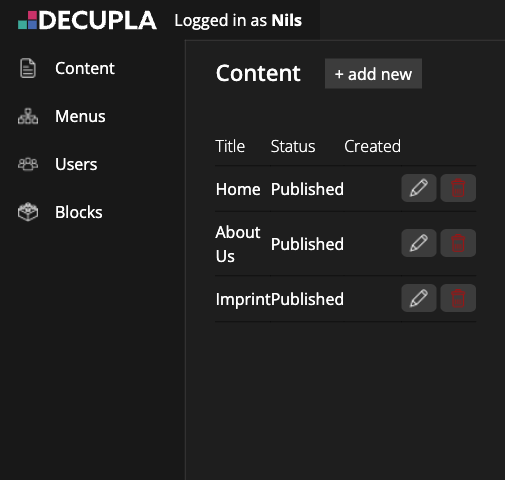 DECUPLA Logged in as Nils
Content
Menus
Users
Blocks
Content + add new
Title Status Created
Home Published
About
Us Published
Imprint Published